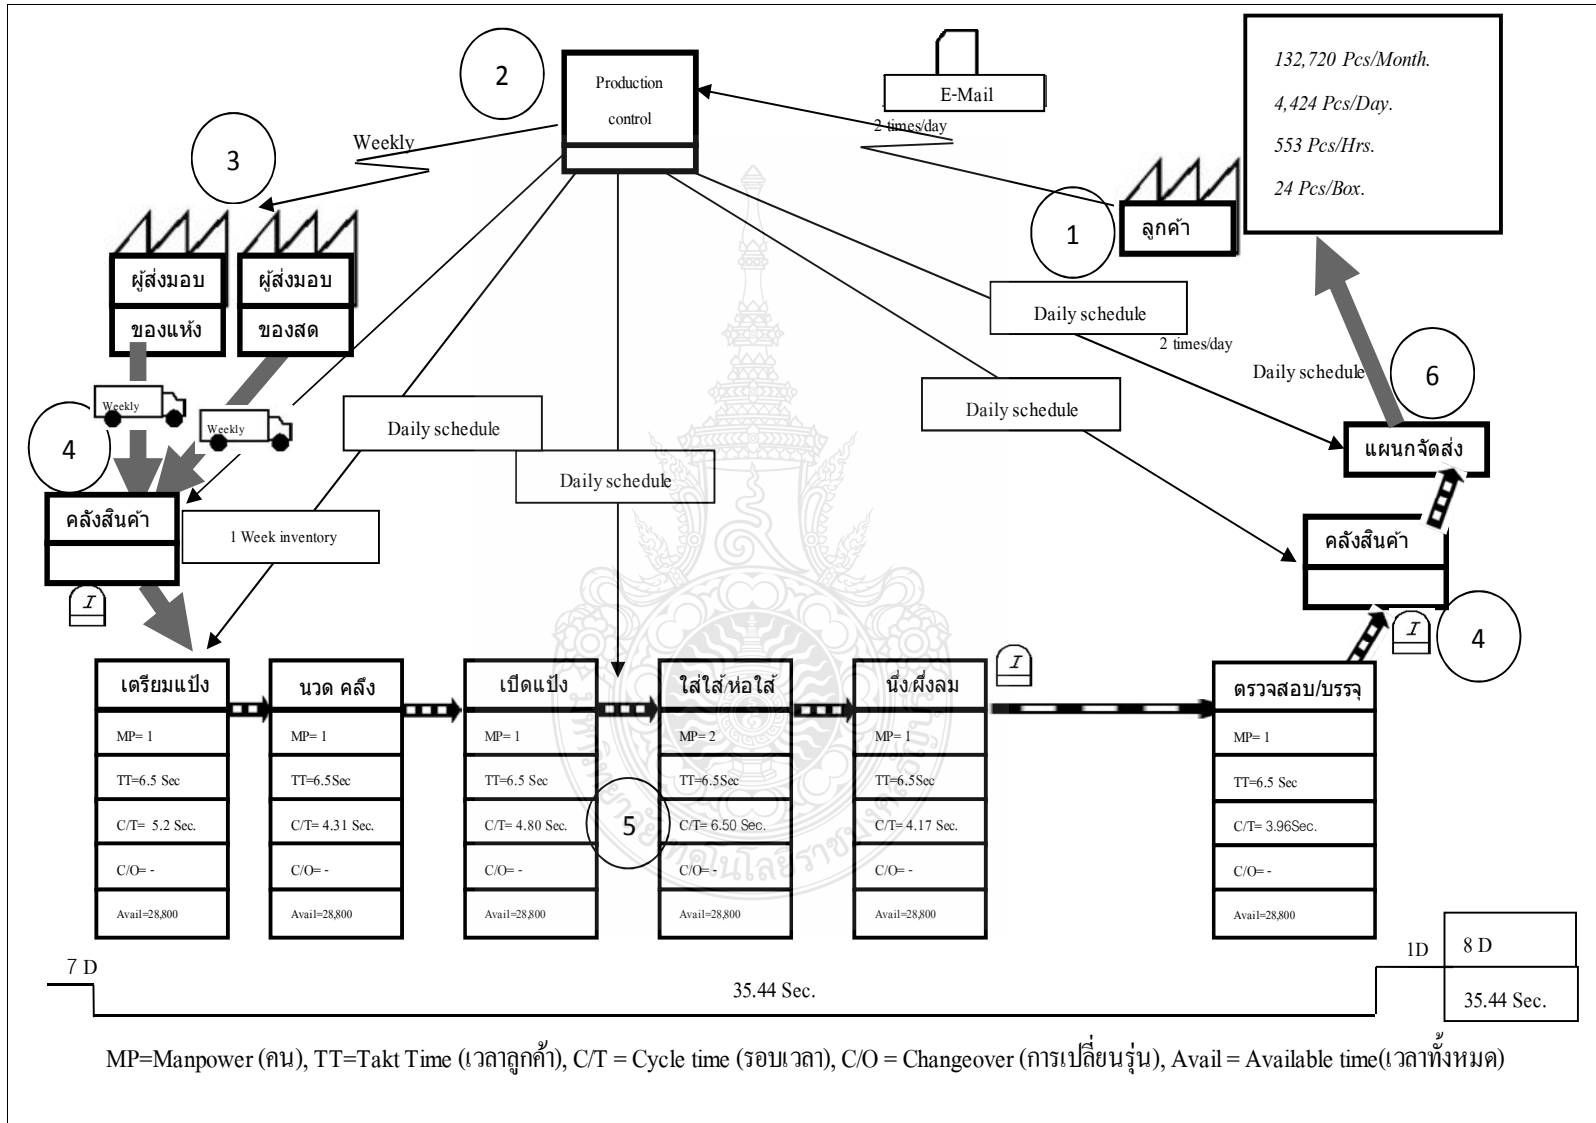 2
Production
control
E-Mail
2 times/day
132,720 Pcs/Month.
4,424 Pcs/Day.
553 Pcs/Hrs.
24 Pcs/Box.
Weekly
3
1
ลูกค้า
ผู้ส่งมอบ
ของแห้ง
ผู้ส่งมอบ
ของสด
Daily schedule
2 times/day
Daily schedule
6
Weekly
Weekly
4
Daily schedule
Daily schedule
Daily schedule
แผนกจัดส่ง
คลังสินค้า
1 Week inventory
คลังสินค้า
I
I
4
I
เตรียมแป้ง
MP= 1
TT=6.5 Sec
C/T= 5.2 Sec.
C/O= -
Avail=28,800
นวด คลึง
MP= 1
TT=6.5Sec
C/T= 4.31 Sec.
C/O= -
Avail=28,800
เบีดแป้ง
MP= 1
TT=6.5 Sec
C/T= 4.80 Sec.
C/O= -
Avail=28,800
5
ใส่ใส้/ห่อใส้
MP= 2
TT=6.5Sec
C/T= 6.50 Sec.
C/O= -
Avail=28,800
นึ่ง/ผึ่งลม
MP= 1
TT=6.5Sec
C/T= 4.17 Sec.
C/O= -
Avail=28,800
ตรวจสอบ/บรรจุ
MP= 1
TT=6.5 Sec
C/T= 3.96Sec.
C/O= -
Avail=28,800
7 D
35.44 Sec.
1D
8 D
35.44 Sec.
MP=Manpower (คน), TT=Takt Time (เวลาลูกค้า), C/T = Cycle time (รอบเวลา), C/O = Changeover (การเปลี่ยนรุ่น), Avail = Available time(เวลาทั้งหมด)